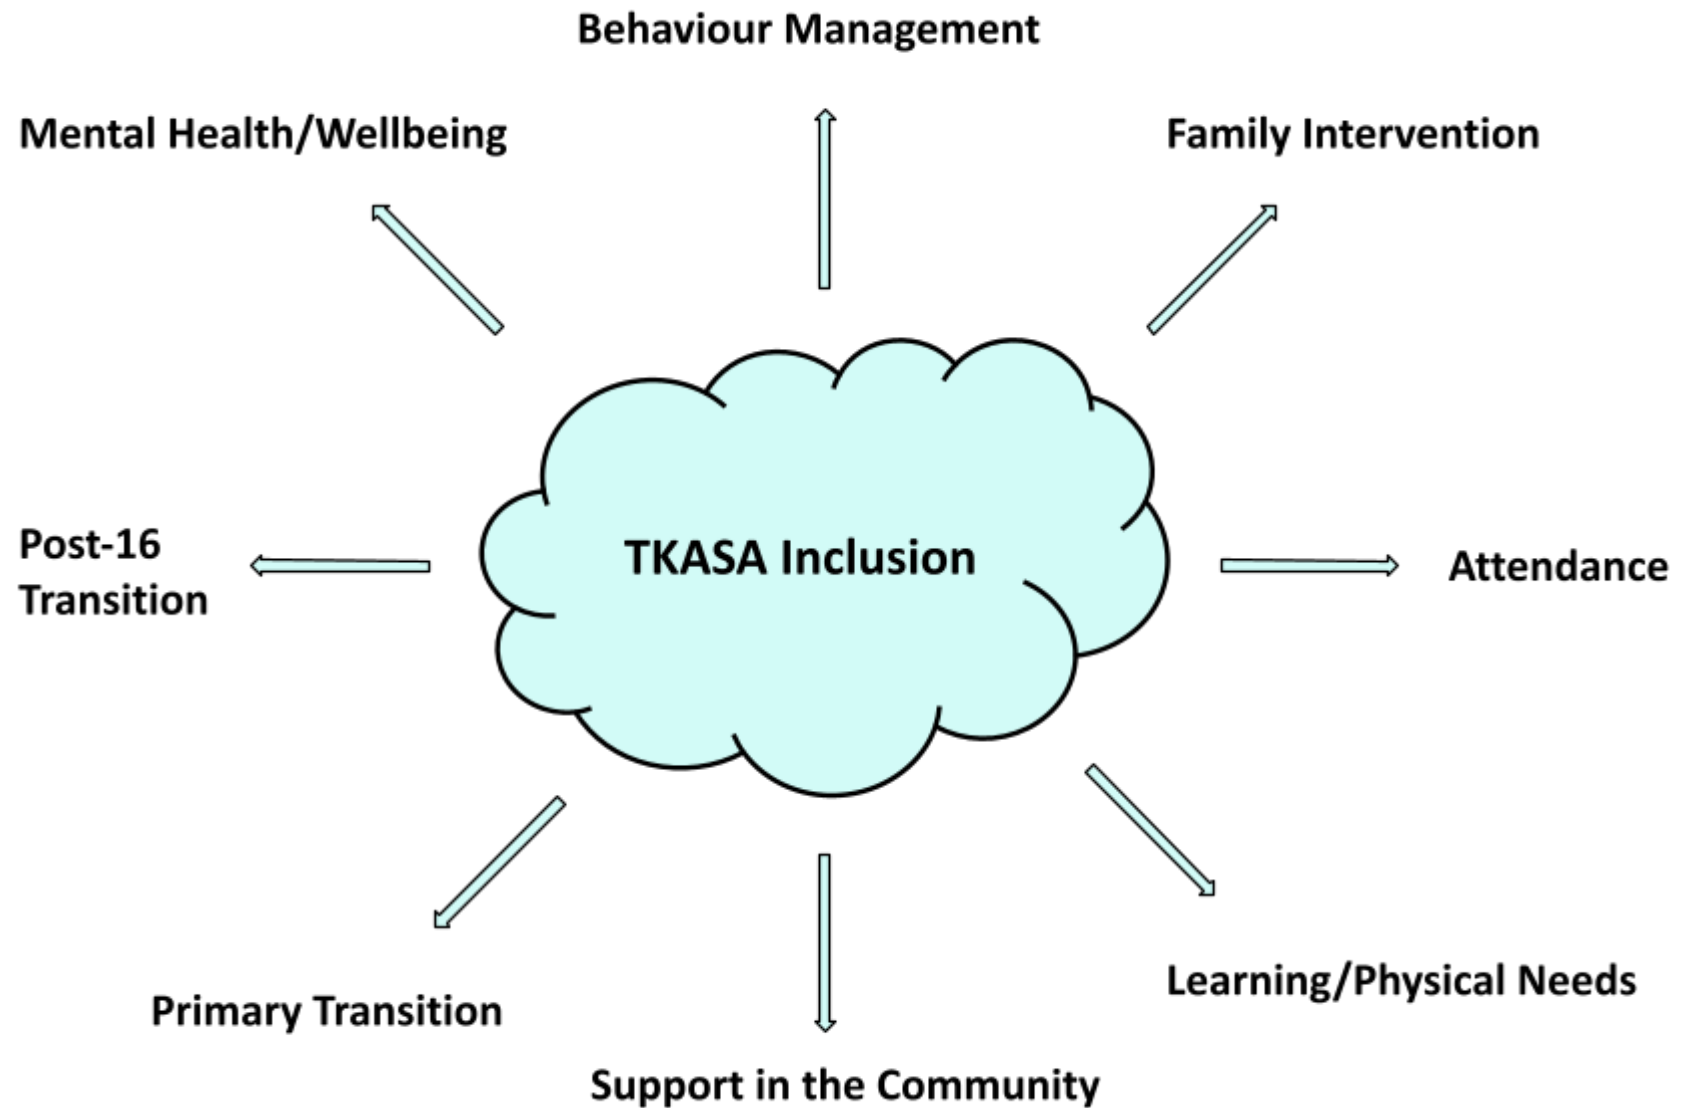 Behaviour Management
Mental Health/Wellbeing
Family Intervention
Post-16
Transition
TKASA Inclusion
Attendance
Learning/Physical Needs
Primary Transition
Support in the Community